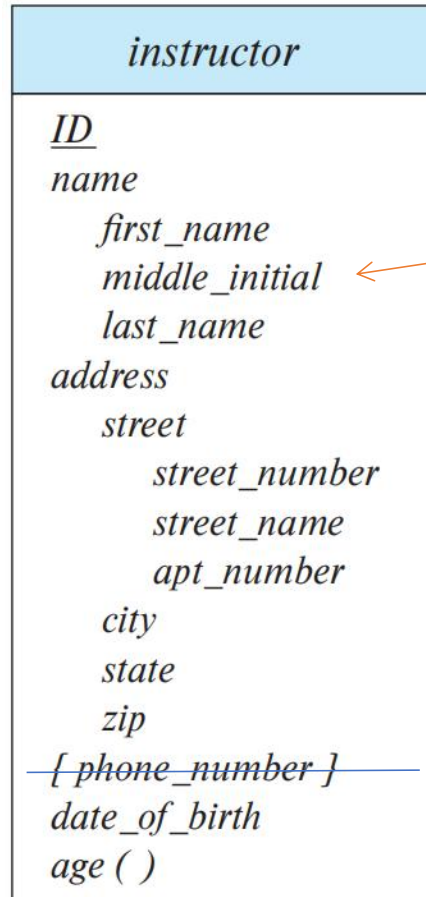 instructor
ID
name
first_name
middle_initial
last_name
address
street
street_number
street_name
apt_number
city
state
zip
{ phone_number }
date_of_birth
age ( )